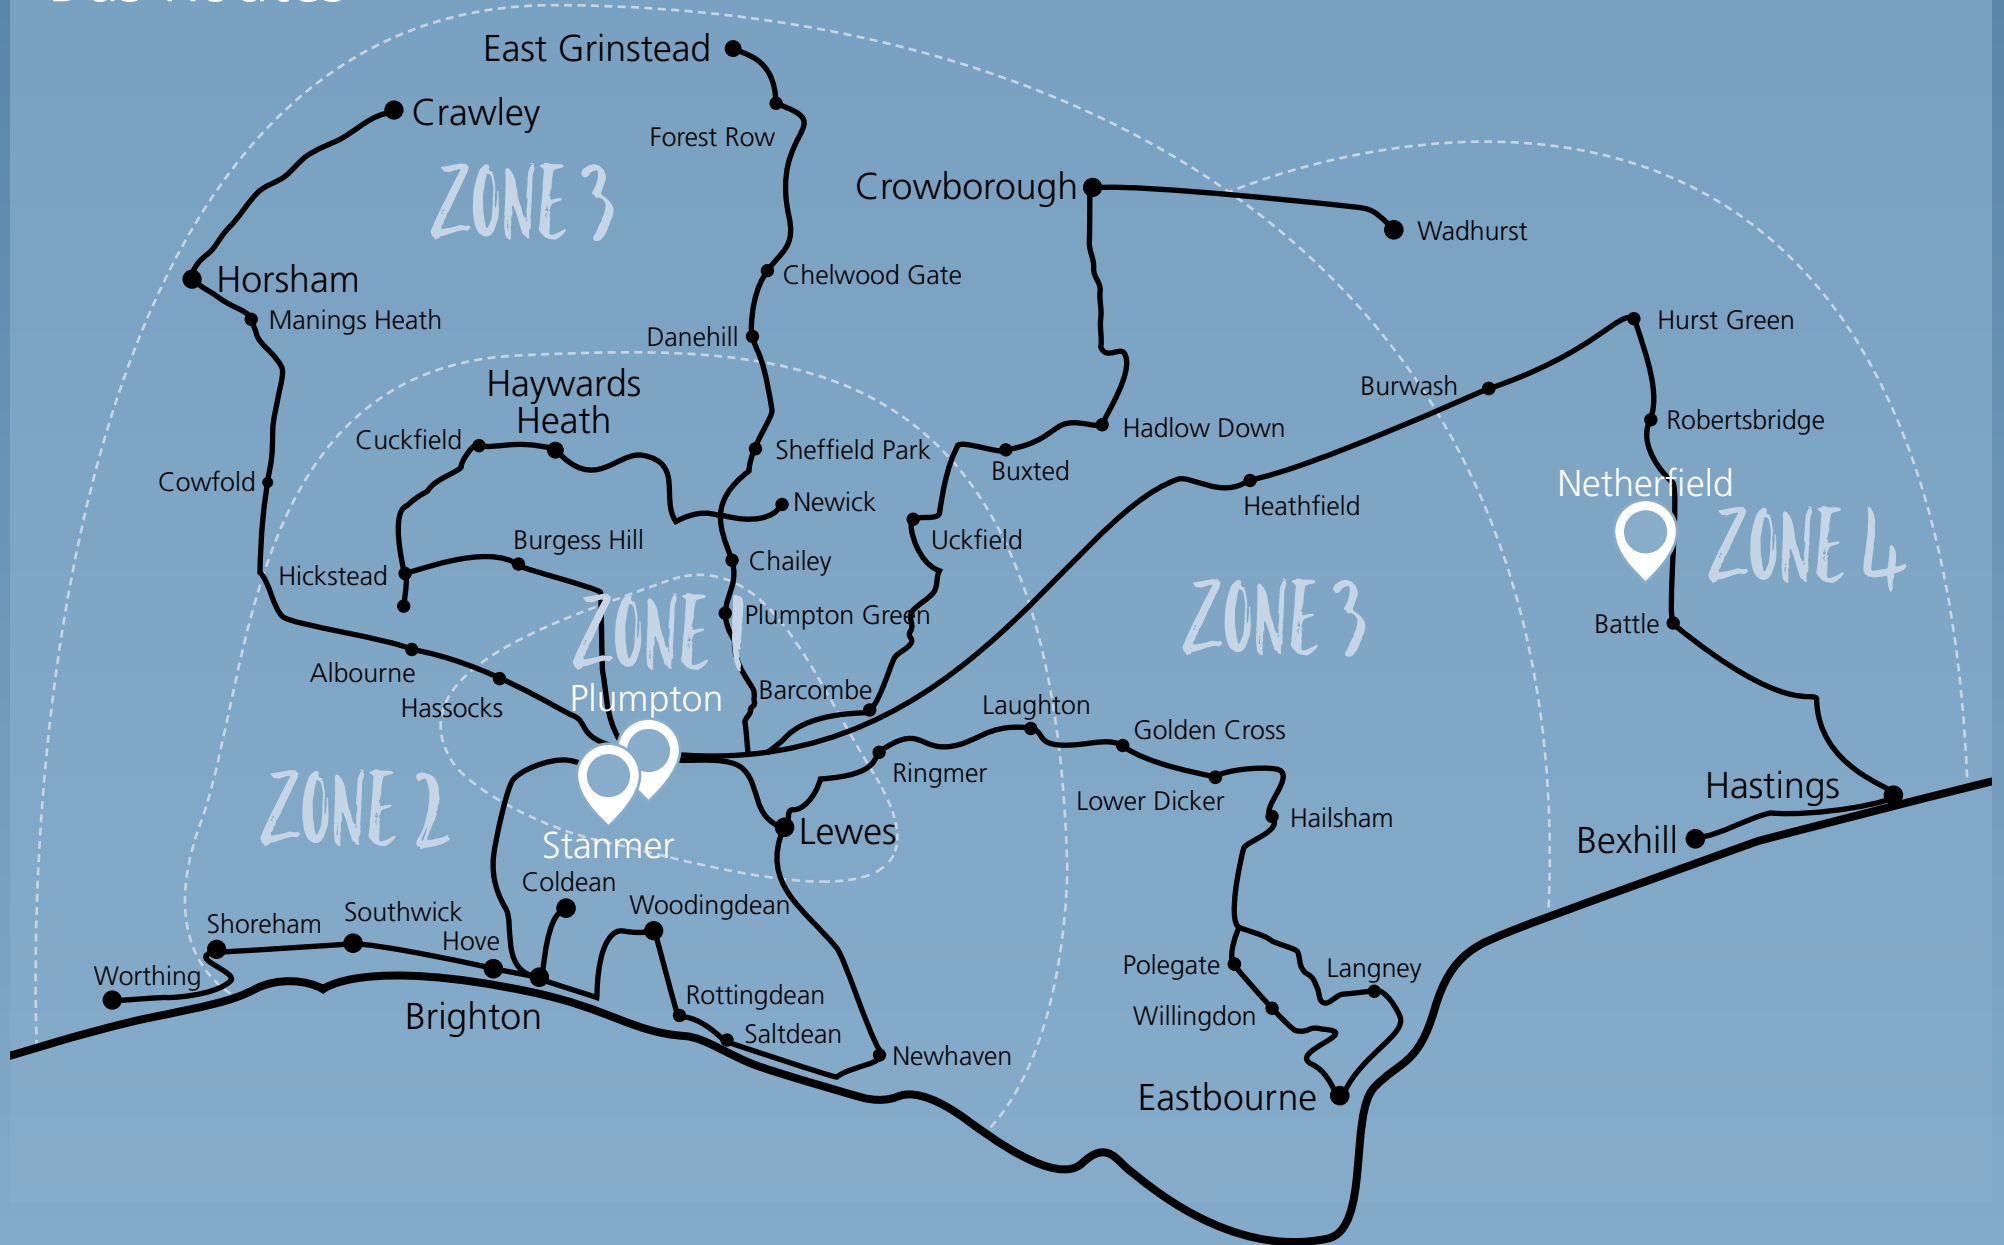 Bus Routes
East Grinstead
Crawley
Forest Row
ZONE 3
Crowborough
Wadhurst
Horsham
Chelwood Gate
Manings Heath
Hurst Green
Danehill
Haywards
Heath
Burwash
Cuckfield
Hadlow Down
Robertsbridge
Sheffield Park
Buxted
Cowfold
Netherfield
Newick
Heathfield
Burgess Hill
Uckfield
ZONE 4
Chailey
Hickstead
ZONE 1
Plumpton Green
ZONE 3
Battle
Albourne
Barcombe
Plumpton
Hassocks
Laughton
Golden Cross
Ringmer
Hastings
ZONE 2
Lower Dicker
Hailsham
Lewes
Bexhill
Stanmer
Coldean
Woodingdean
Southwick
Shoreham
Hove
Polegate
Langney
Worthing
Rottingdean
Brighton
Willingdon
Saltdean
Newhaven
Eastbourne